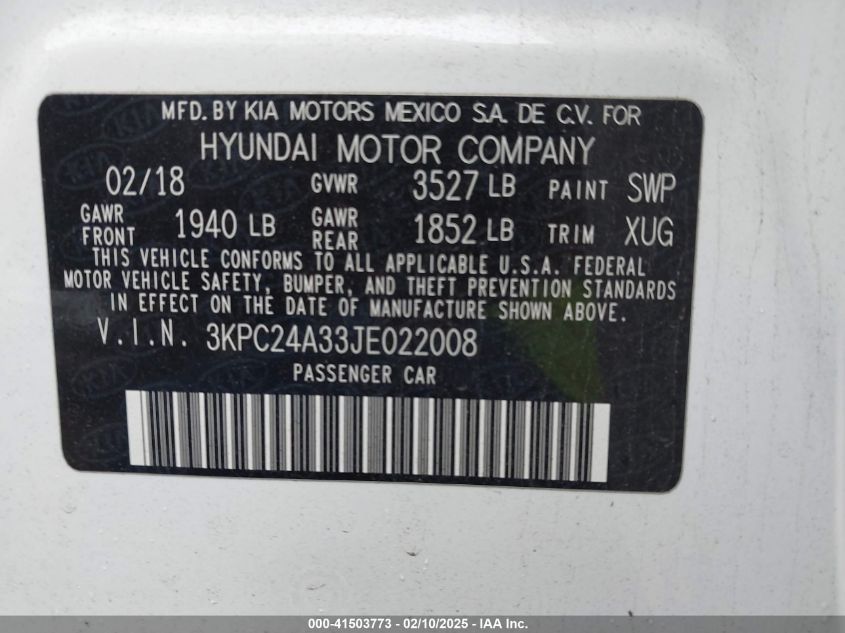 MFD. BY KIA MOTORS MEXICO S.A. DE C.V. FOR
HYUNDAI MOTOR COMPANY
02/18 GVWR 3527 LB PAINT SWP
GAWR FRONT 1940 LB GAWR REAR 1852 LB TRIM XUG
THIS VEHICLE CONFORMS TO ALL APPLICABLE U.S.A. FEDERAL
MOTOR VEHICLE SAFETY, BUMPER, AND THEFT PREVENTION STANDARDS
IN EFFECT ON THE DATE OF MANUFACTURE SHOWN ABOVE.
V.I.N. 3KPC24A33JE022008
PASSENGER CAR
000-41503773 - 02/10/2025 - IAA Inc.